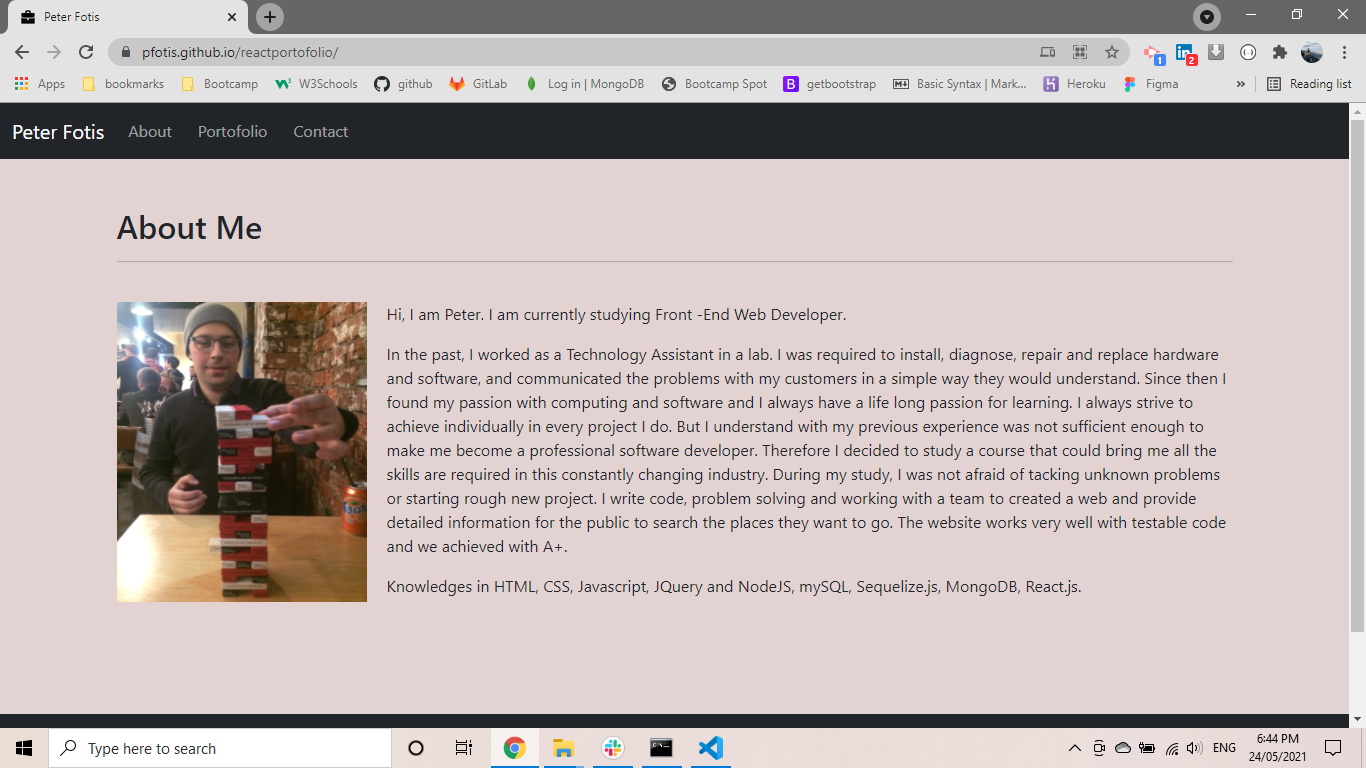 Peter Fotis
pfotis.github.io/reactportofolio/
1
2
Apps
bookmarks
Bootcamp
W3Schools
github
GitLab
Log in | MongoDB
Bootcamp Spot
getbootstrap
Basic Syntax | Mark...
Heroku
Figma
»
Reading list
Peter Fotis About Portofolio Contact
About Me
Hi, I am Peter. I am currently studying Front -End Web Developer.
In the past, I worked as a Technology Assistant in a lab. I was required to install, diagnose, repair and replace hardware
and software, and communicated the problems with my customers in a simple way they would understand. Since then I
found my passion with computing and software and I always have a life long passion for learning. I always strive to
achieve individually in every project I do. But I understand with my previous experience was not sufficient enough to
make me become a professional software developer. Therefore I decided to study a course that could bring me all the
skills are required in this constantly changing industry. During my study, I was not afraid of tacking unknown problems
or starting rough new project. I write code, problem solving and working with a team to created a web and provide
detailed information for the public to search the places they want to go. The website works very well with testable code
and we achieved with A+.
Knowledges in HTML, CSS, Javascript, JQuery and NodeJS, mySQL, Sequelize.js, MongoDB, React.js.
Type here to search
ENG
6:44 PM
24/05/2021